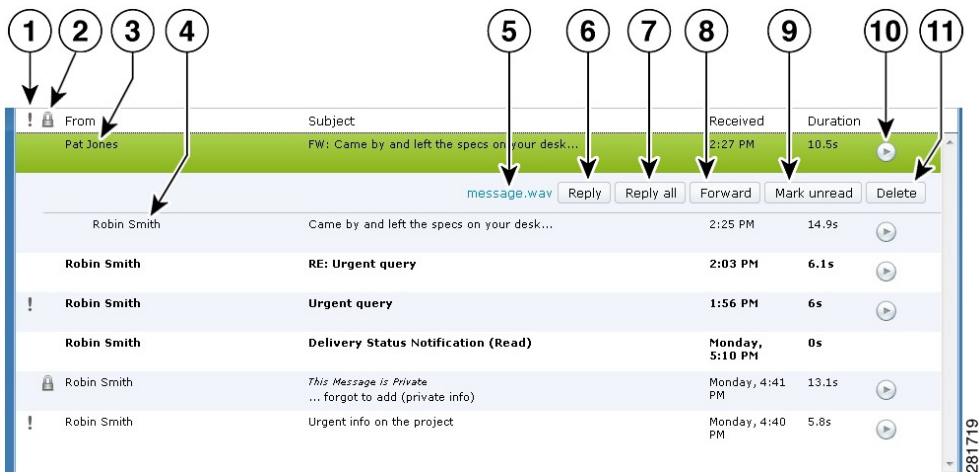 1 2 3 4 5 6 7 8 9 10 11
! From Subject Received Duration
Pat Jones FW: Came by and left the specs on your desk... 2:27 PM 10.5s
message.wav Reply Reply all Forward Mark unread Delete
Robin Smith Came by and left the specs on your desk... 2:25 PM 14.9s
Robin Smith RE: Urgent query 2:03 PM 6.1s
! Robin Smith Urgent query 1:56 PM 6s
Robin Smith Delivery Status Notification (Read) Monday, 0s
5:10 PM
Robin Smith This Message is Private Monday, 4:41 13.1s
... forgot to add (private info) PM
! Robin Smith Urgent info on the project Monday, 4:40 5.8s
PM
281719